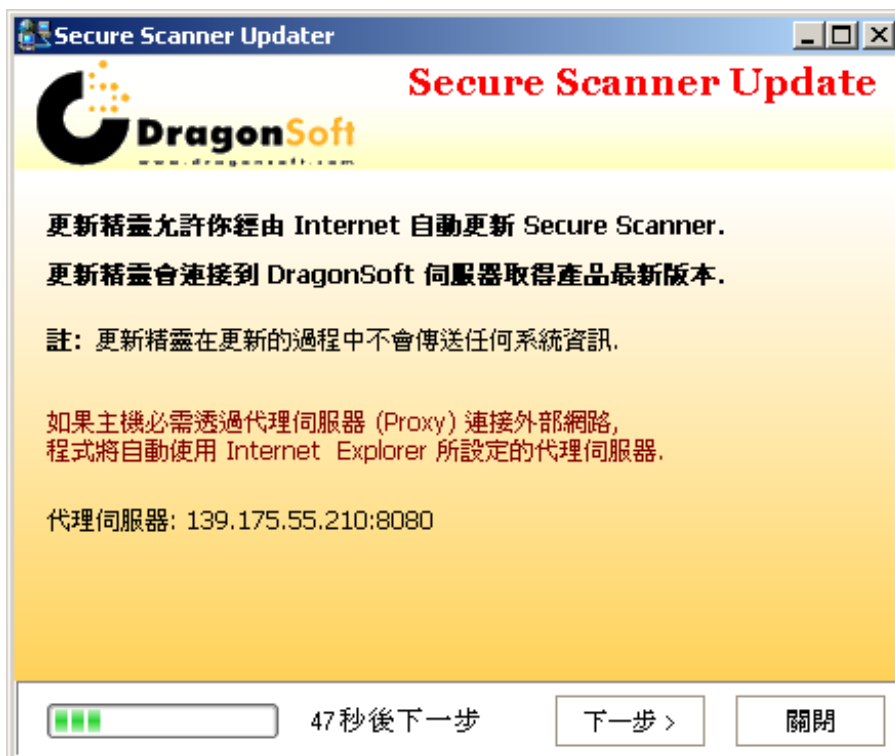 Secure Scanner Updater
Secure Scanner Update
DragonSoft
www.dragonsoft.com
更新精靈允許你經由 Internet 自動更新 Secure Scanner.
更新精靈會連接到 DragonSoft 伺服器取得產品最新版本.
註: 更新精靈在更新的過程中不會傳送任何系統資訊.
如果主機必需透過代理伺服器 (Proxy) 連接外部網路,
程式將自動使用 Internet Explorer 所設定的代理伺服器.
代理伺服器: 139.175.55.210:8080
47秒後下一步
下一步 >
關閉